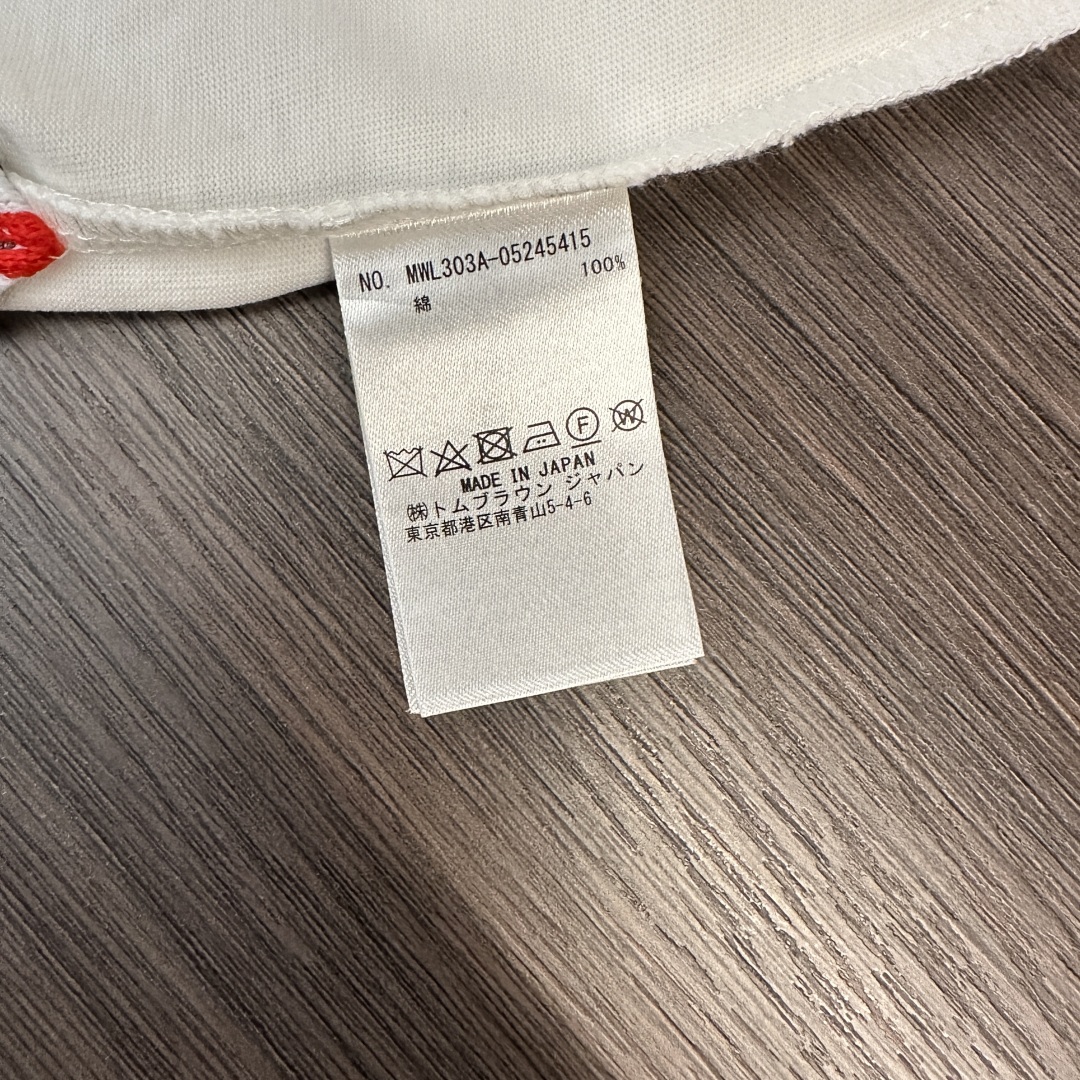 NO. MWL303A-05245415
綿 100%
F W
MADE IN JAPAN
㈱トムブラウン ジャパン
東京都港区南青山5-4-6